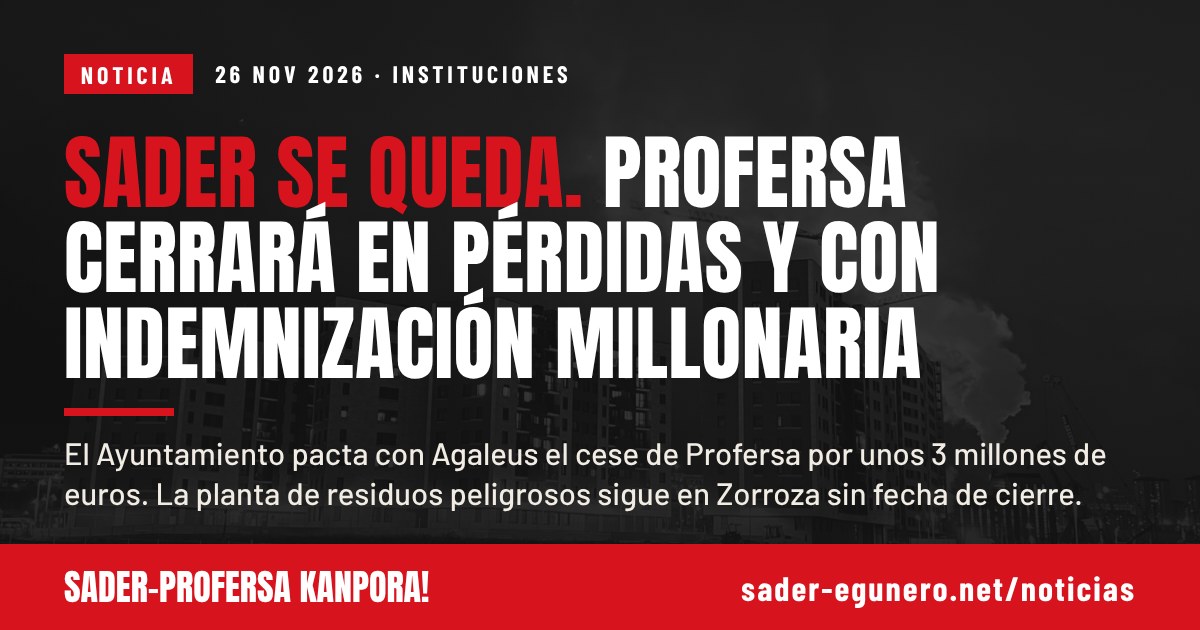 NOTICIA 26 NOV 2026 · INSTITUCIONES
SADER SE QUEDA. PROFERSA
CERRARÁ EN PÉRDIDAS Y CON
INDEMNIZACIÓN MILLONARIA
El Ayuntamiento pacta con Agaleus el cese de Profersa por unos 3 millones de
euros. La planta de residuos peligrosos sigue en Zorroza sin fecha de cierre.
SADER-PROFERSA KANPORA! sader-egunero.net/noticias